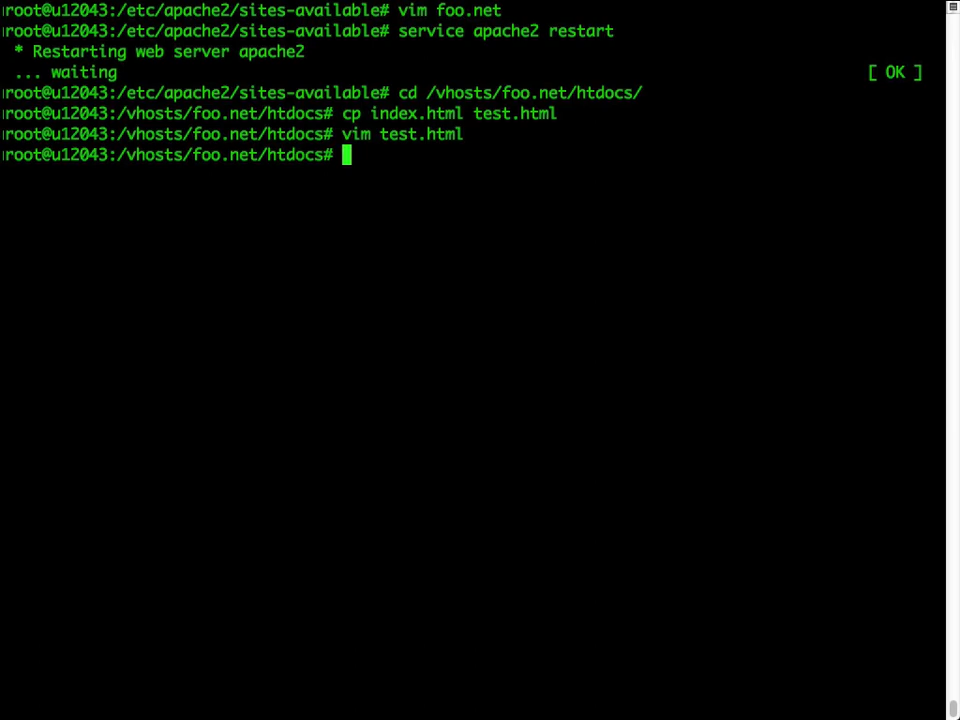 root@u12043:/etc/apache2/sites-available# vim foo.net
root@u12043:/etc/apache2/sites-available# service apache2 restart
* Restarting web server apache2
... waiting [ OK ]
root@u12043:/etc/apache2/sites-available# cd /vhosts/foo.net/htdocs/
root@u12043:/vhosts/foo.net/htdocs# cp index.html test.html
root@u12043:/vhosts/foo.net/htdocs# vim test.html
root@u12043:/vhosts/foo.net/htdocs#